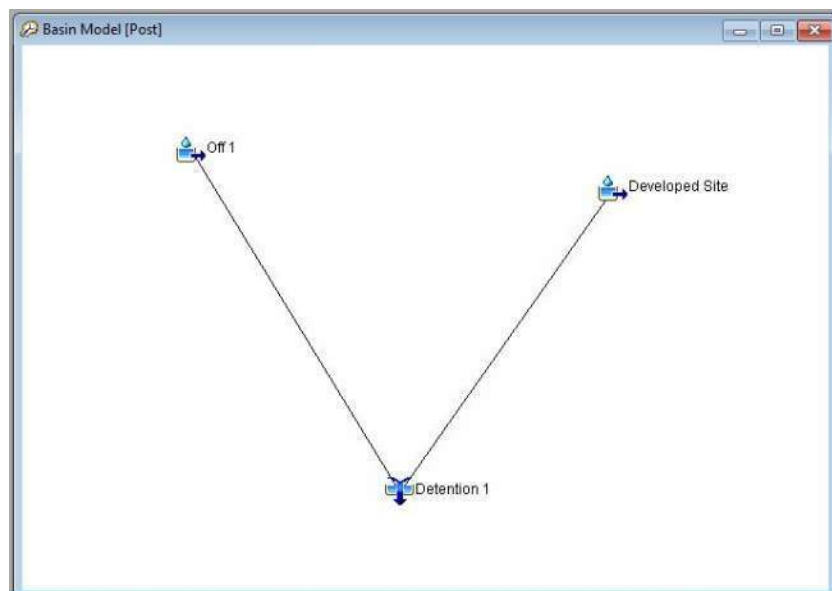 Basin Model [Post]
Off 1
Developed Site
Detention 1